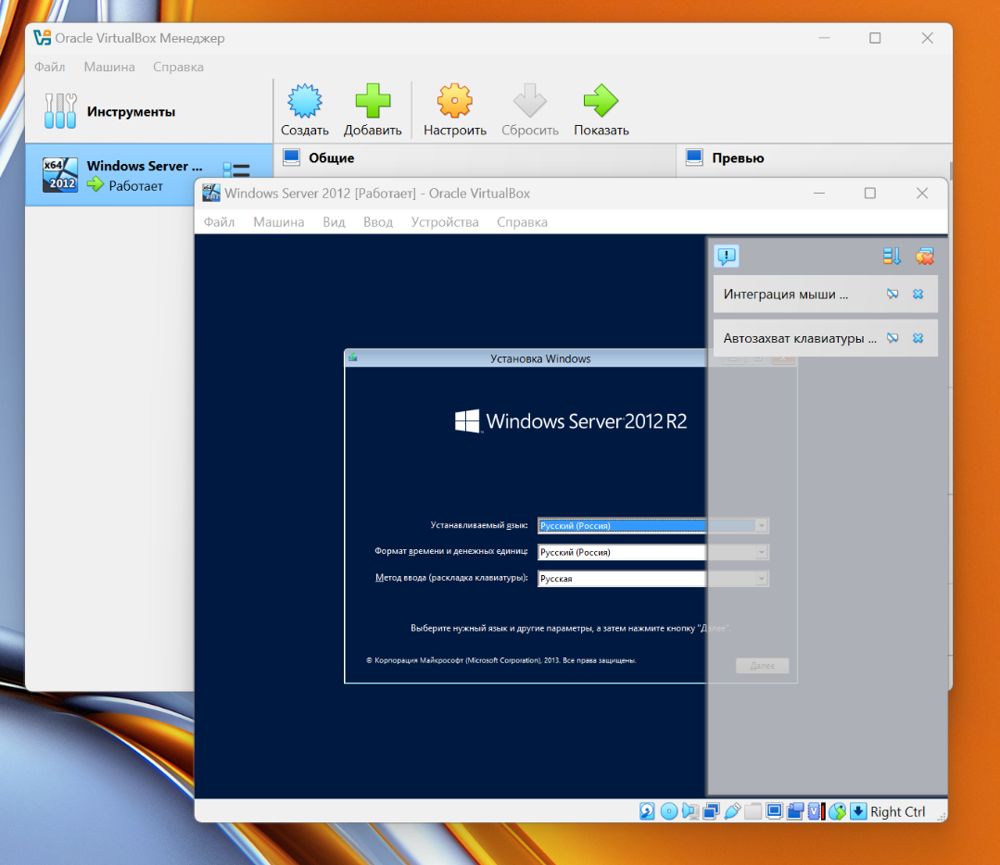 Oracle VirtualBox Менеджер
Файл Машина Справка
Инструменты
Создать Добавить Настроить Сбросить Показать
x64
2012
Windows Server ...
Работает
Общие
Превью
Windows Server 2012 [Работает] - Oracle VirtualBox
Файл Машина Вид Ввод Устройства Справка
Интеграция мыши ...
Автозахват клавиатуры ...
Установка Windows
Windows Server 2012 R2
Устанавливаемый язык: Русский (Россия)
Формат времени и денежных единиц: Русский (Россия)
Метод ввода (раскладка клавиатуры): Русская
Выберите нужный язык и другие параметры, а затем нажмите кнопку "Далее".
© Корпорация Майкрософт (Microsoft Corporation), 2013. Все права защищены.
Далее
Right Ctrl